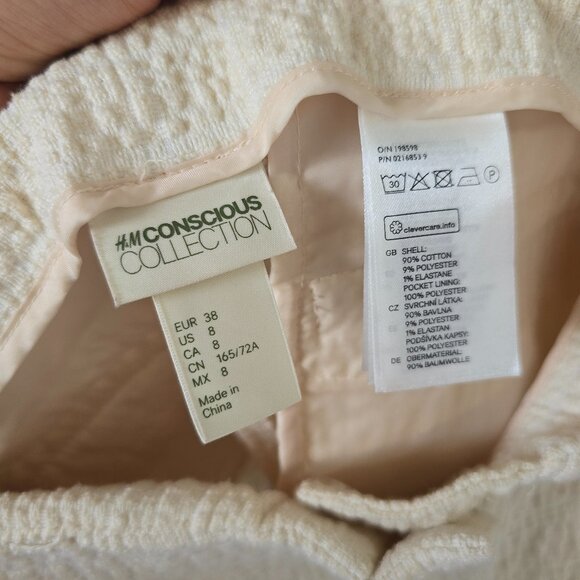 H&M CONSCIOUS
COLLECTION
EUR 38
US 8
CA 8
CN 165/72A
MX 8
Made in
China
O/N 198598
P/N 0216853 9
30
clevercare.info
GB SHELL:
90% COTTON
9% POLYESTER
1% ELASTANE
POCKET LINING:
100% POLYESTER
CZ SVRCHNÍ LÁTKA:
90% BAVLNA
9% POLYESTER
1% ELASTAN
PODŠÍVKA KAPSY:
100% POLYESTER
DE OBERMATERIAL:
90% BAUMWOLLE